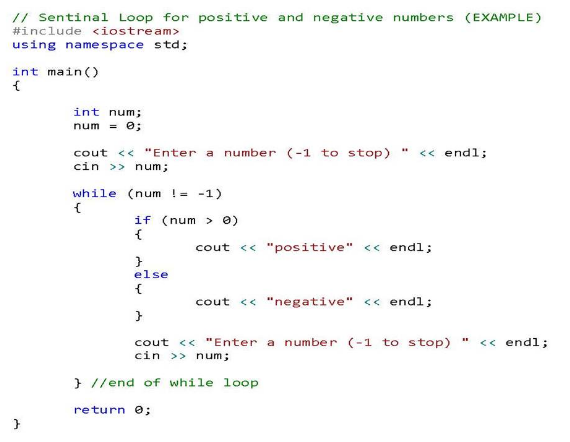 // Sentinal Loop for positive and negative numbers (EXAMPLE)
#include <iostream>
using namespace std;
int main()
{
int num;
num = 0;
cout << "Enter a number (-1 to stop) " << endl;
cin >> num;
while (num != -1)
{
if (num > 0)
{
cout << "positive" << endl;
}
else
{
cout << "negative" << endl;
}
cout << "Enter a number (-1 to stop) " << endl;
cin >> num;
} //end of while loop
return 0;
}